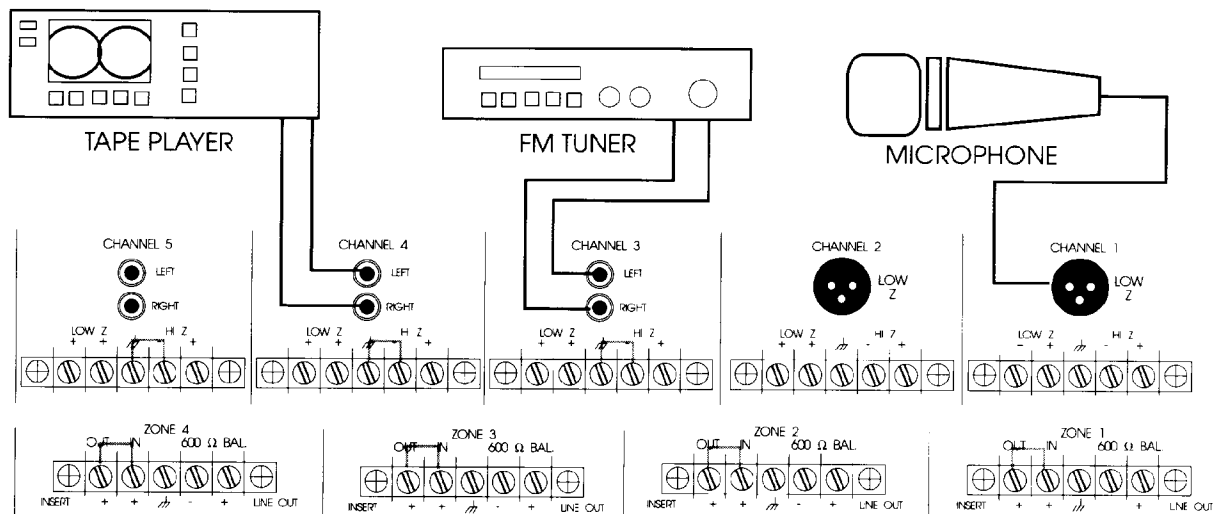 TAPE PLAYER
FM TUNER
MICROPHONE
CHANNEL 5
LEFT
RIGHT
LOW Z HI Z
+ + +
CHANNEL 4
LEFT
RIGHT
LOW Z H Z
+ + +
CHANNEL 3
LEFT
RIGHT
LOW Z HI Z
+ + +
CHANNEL 2
LOW
Z
LOW Z HI Z
+ + - +
CHANNEL 1
LOW
Z
LOW Z HI Z
- + - +
ZONE 4
OUT IN 600 Ω BAL.
INSERT + + - + LINE OUT
ZONE 3
OUT IN 600 Ω BAL.
INSERT + + - + LINE OUT
ZONE 2
OUT IN 600 Ω BAL.
INSERT + + - + LINE OUT
ZONE 1
OUT IN 600 Ω BAL.
INSERT + + + LINE OUT